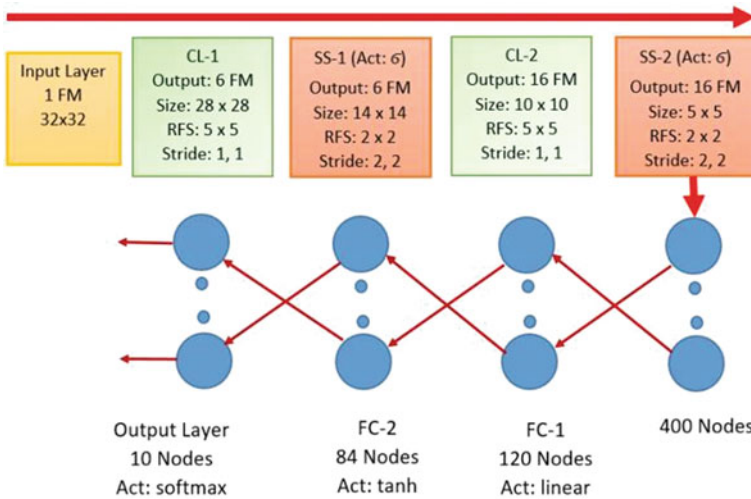 Input Layer
1 FM
32x32
CL-1
Output: 6 FM
Size: 28 x 28
RFS: 5 x 5
Stride: 1, 1
SS-1 (Act: σ)
Output: 6 FM
Size: 14 x 14
RFS: 2 x 2
Stride: 2, 2
CL-2
Output: 16 FM
Size: 10 x 10
RFS: 5 x 5
Stride: 1, 1
SS-2 (Act: σ)
Output: 16 FM
Size: 5 x 5
RFS: 2 x 2
Stride: 2, 2
Output Layer
10 Nodes
Act: softmax
FC-2
84 Nodes
Act: tanh
FC-1
120 Nodes
Act: linear
400 Nodes